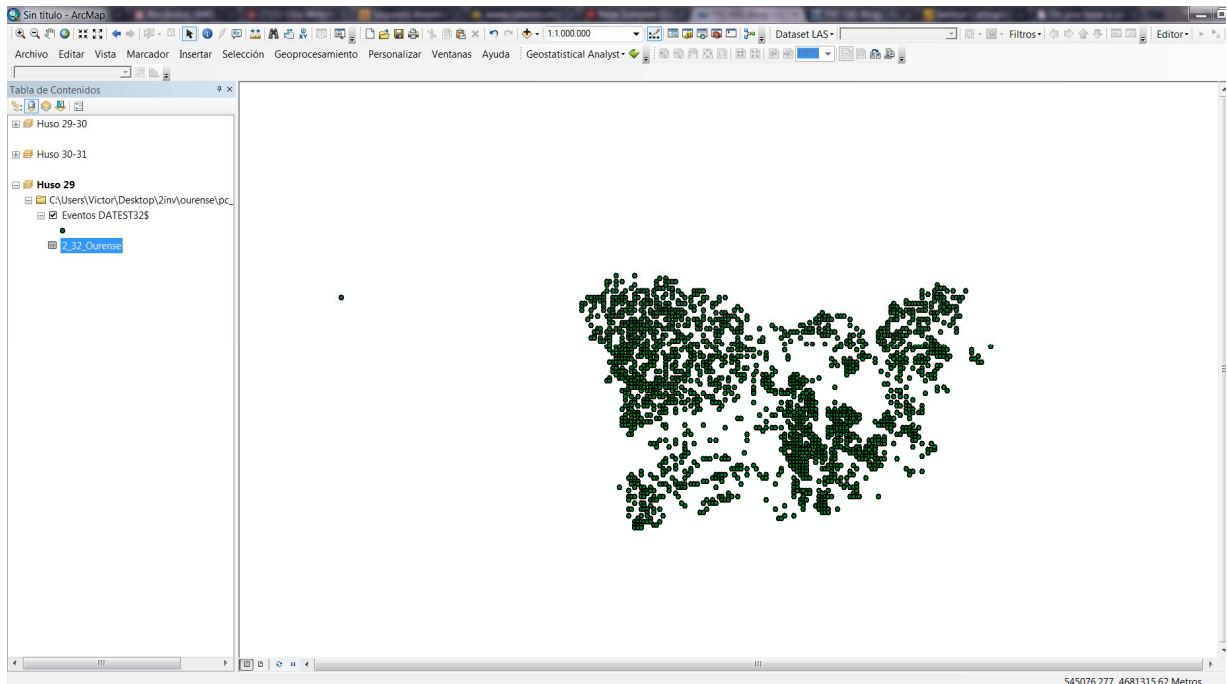 Sin título - ArcMap
1:1.000.000
Dataset LAS
Filtros
Editor
Archivo Editar Vista Marcador Insertar Selección Geoprocesamiento Personalizar Ventanas Ayuda
Geostatistical Analyst
100%
Tabla de Contenidos
Huso 29-30
Huso 30-31
Huso 29
C:\Users\Victor\Desktop\2inv\ourense\pc_
Eventos DATEST32$
2_32_Ourense
545076,277 4681315,62 Metros